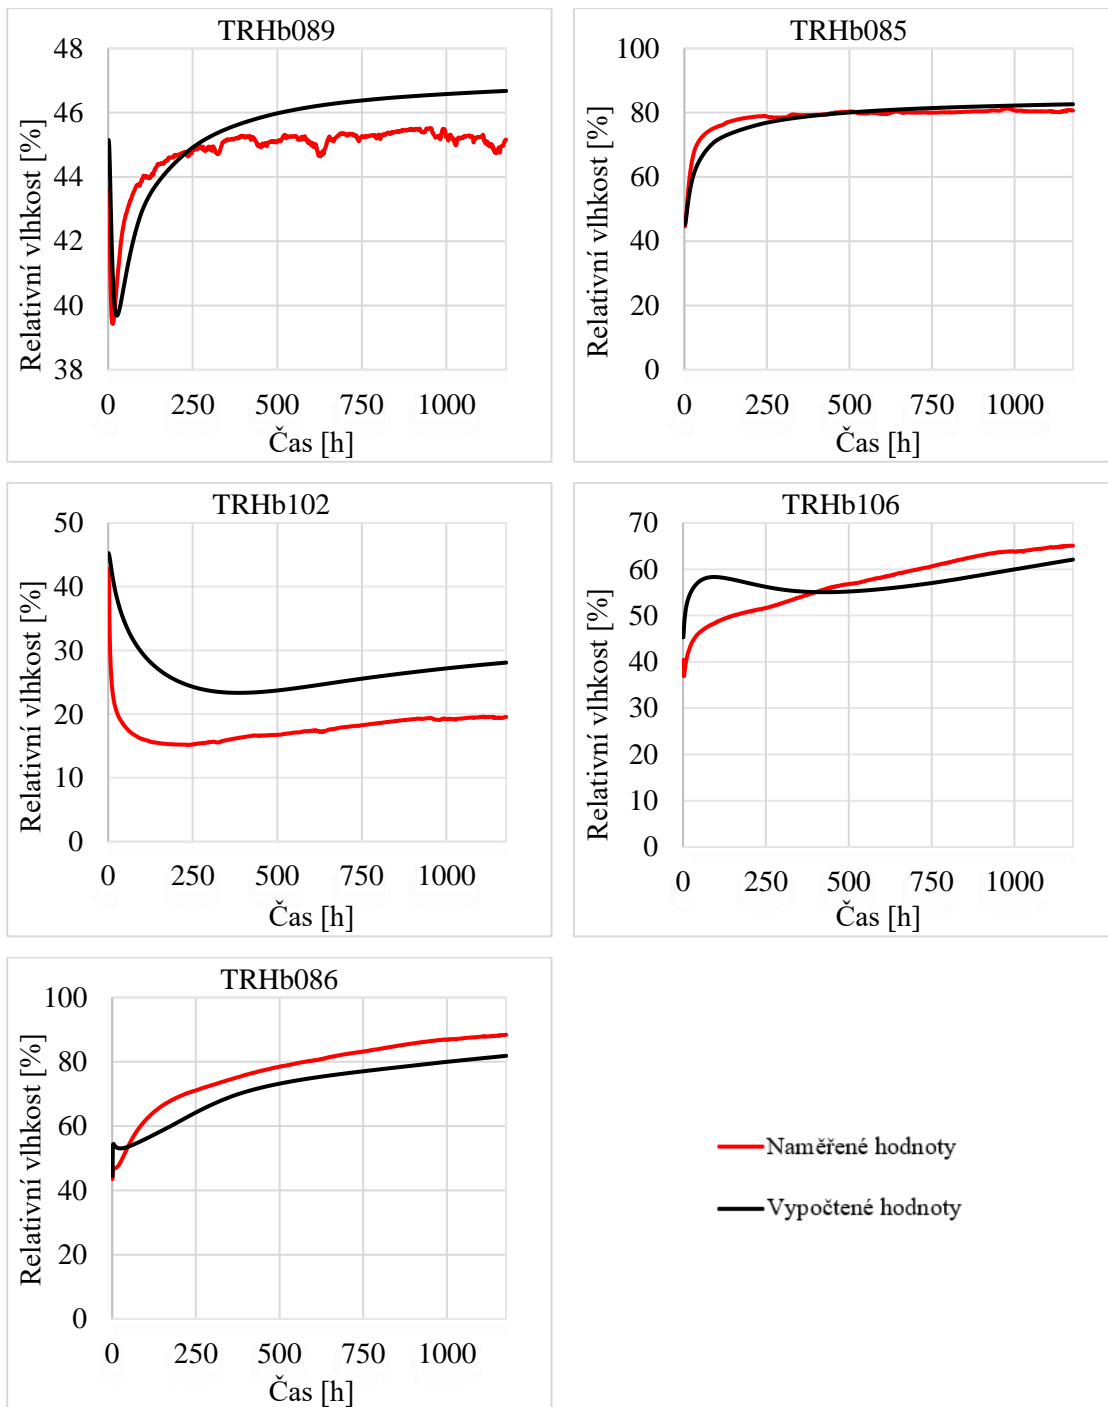 TRHb089
48
46
44
42
40
38
Relativní vlhkost [%]
0 250 500 750 1000
Čas [h]
TRHb085
100
80
60
40
20
0
Relativní vlhkost [%]
0 250 500 750 1000
Čas [h]
TRHb102
50
40
30
20
10
0
Relativní vlhkost [%]
0 250 500 750 1000
Čas [h]
TRHb106
70
60
50
40
30
20
10
0
Relativní vlhkost [%]
0 250 500 750 1000
Čas [h]
TRHb086
100
80
60
40
20
0
Relativní vlhkost [%]
0 250 500 750 1000
Čas [h]
Naměřené hodnoty
Vypočtené hodnoty